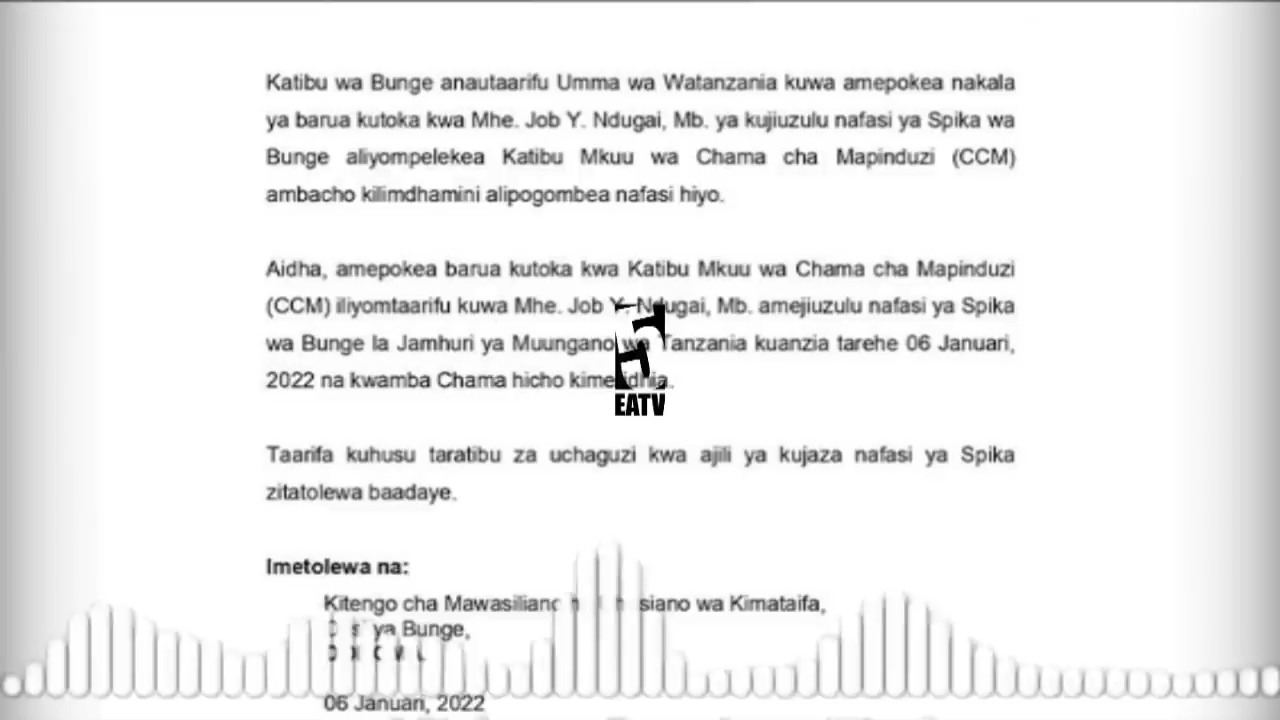 Katibu wa Bunge anautaarifu Umma wa Watanzania kuwa amepokea nakala
ya barua kutoka kwa Mhe. Job Y. Ndugai, Mb. ya kujiuzulu nafasi ya Spika wa
Bunge aliyompelekea Katibu Mkuu wa Chama cha Mapinduzi (CCM)
ambacho kilimdhamini alipogombea nafasi hiyo.
Aidha, amepokea barua kutoka kwa Katibu Mkuu wa Chama cha Mapinduzi
(CCM) iliyomtaarifu kuwa Mhe. Job Y. Ndugai, Mb. amejiuzulu nafasi ya Spika
wa Bunge la Jamhuri ya Muungano wa Tanzania kuanzia tarehe 06 Januari,
2022 na kwamba Chama hicho kimeridhia.
EATV
Taarifa kuhusu taratibu za uchaguzi kwa ajili ya kujaza nafasi ya Spika
zitatolewa baadaye.
Imetolewa na:
Kitengo cha wa Kimataifa,
ya Bunge,
06 Januari, 2022